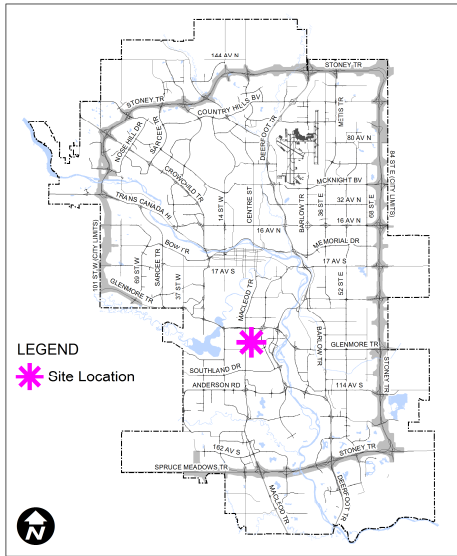 144 AV N
STONEY TR
STONEY TR
COUNTRY HILLS BV
METIS TR
NOSE HILL DR
SARCEE TR
DEERFOOT TR
80 AV N
CROWCHILD TR
MCKNIGHT BV
84 ST E (CITY LIMITS)
TRANS CANADA HI
14 ST W
CENTRE ST
BARLOW TR
36 ST E
32 AV N
68 ST E
16 AV N
16 AV N
101 ST W (CITY LIMITS)
BOW TR
MEMORIAL DR
69 ST W
SARCEE TR
17 AV S
17 AV S
37 ST W
MACLEOD TR
52 ST E
GLENMORE TR
BARLOW TR
GLENMORE TR
STONEY TR
LEGEND
Site Location
SOUTHLAND DR
ANDERSON RD
114 AV S
162 AV S
STONEY TR
SPRUCE MEADOWS TR
MACLEOD TR
DEERFOOT TR
N